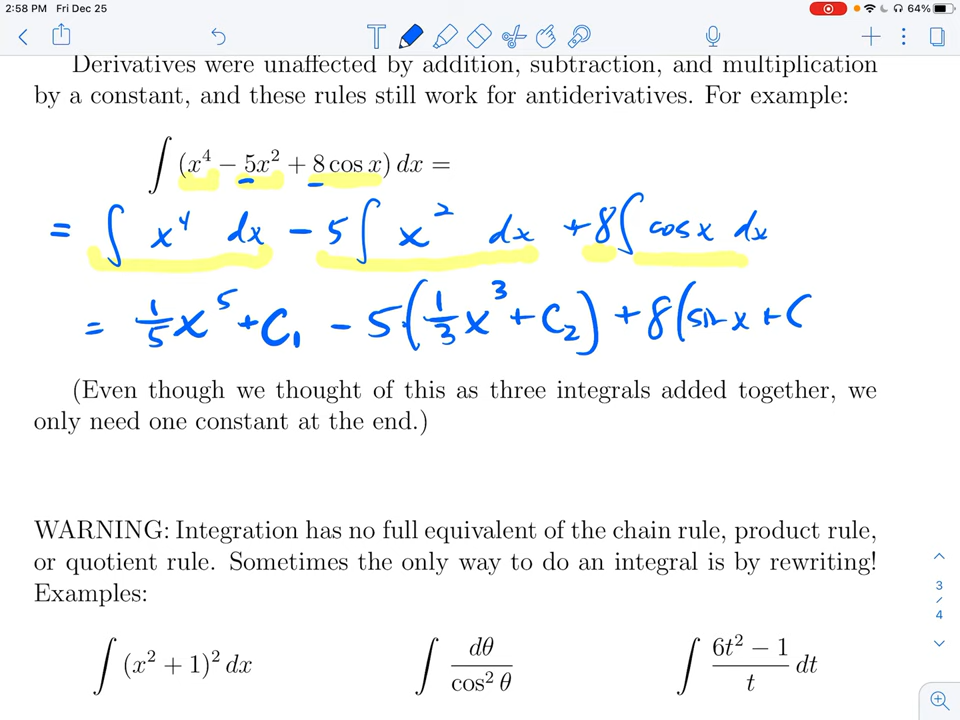 2:58 PM Fri Dec 25 64%
Derivatives were unaffected by addition, subtraction, and multiplication
by a constant, and these rules still work for antiderivatives. For example:
∫ (x⁴ − 5x² + 8 cos x) dx =
= ∫ x⁴ dx − 5 ∫ x² dx + 8 ∫ cos x dx
= 1/5 x⁵ + C₁ − 5 (1/3 x³ + C₂) + 8 (sin x + C
(Even though we thought of this as three integrals added together, we
only need one constant at the end.)
WARNING: Integration has no full equivalent of the chain rule, product rule,
or quotient rule. Sometimes the only way to do an integral is by rewriting!
Examples:
∫ (x² + 1)² dx ∫ dθ / cos² θ ∫ (6t² − 1) / t dt
3 / 4